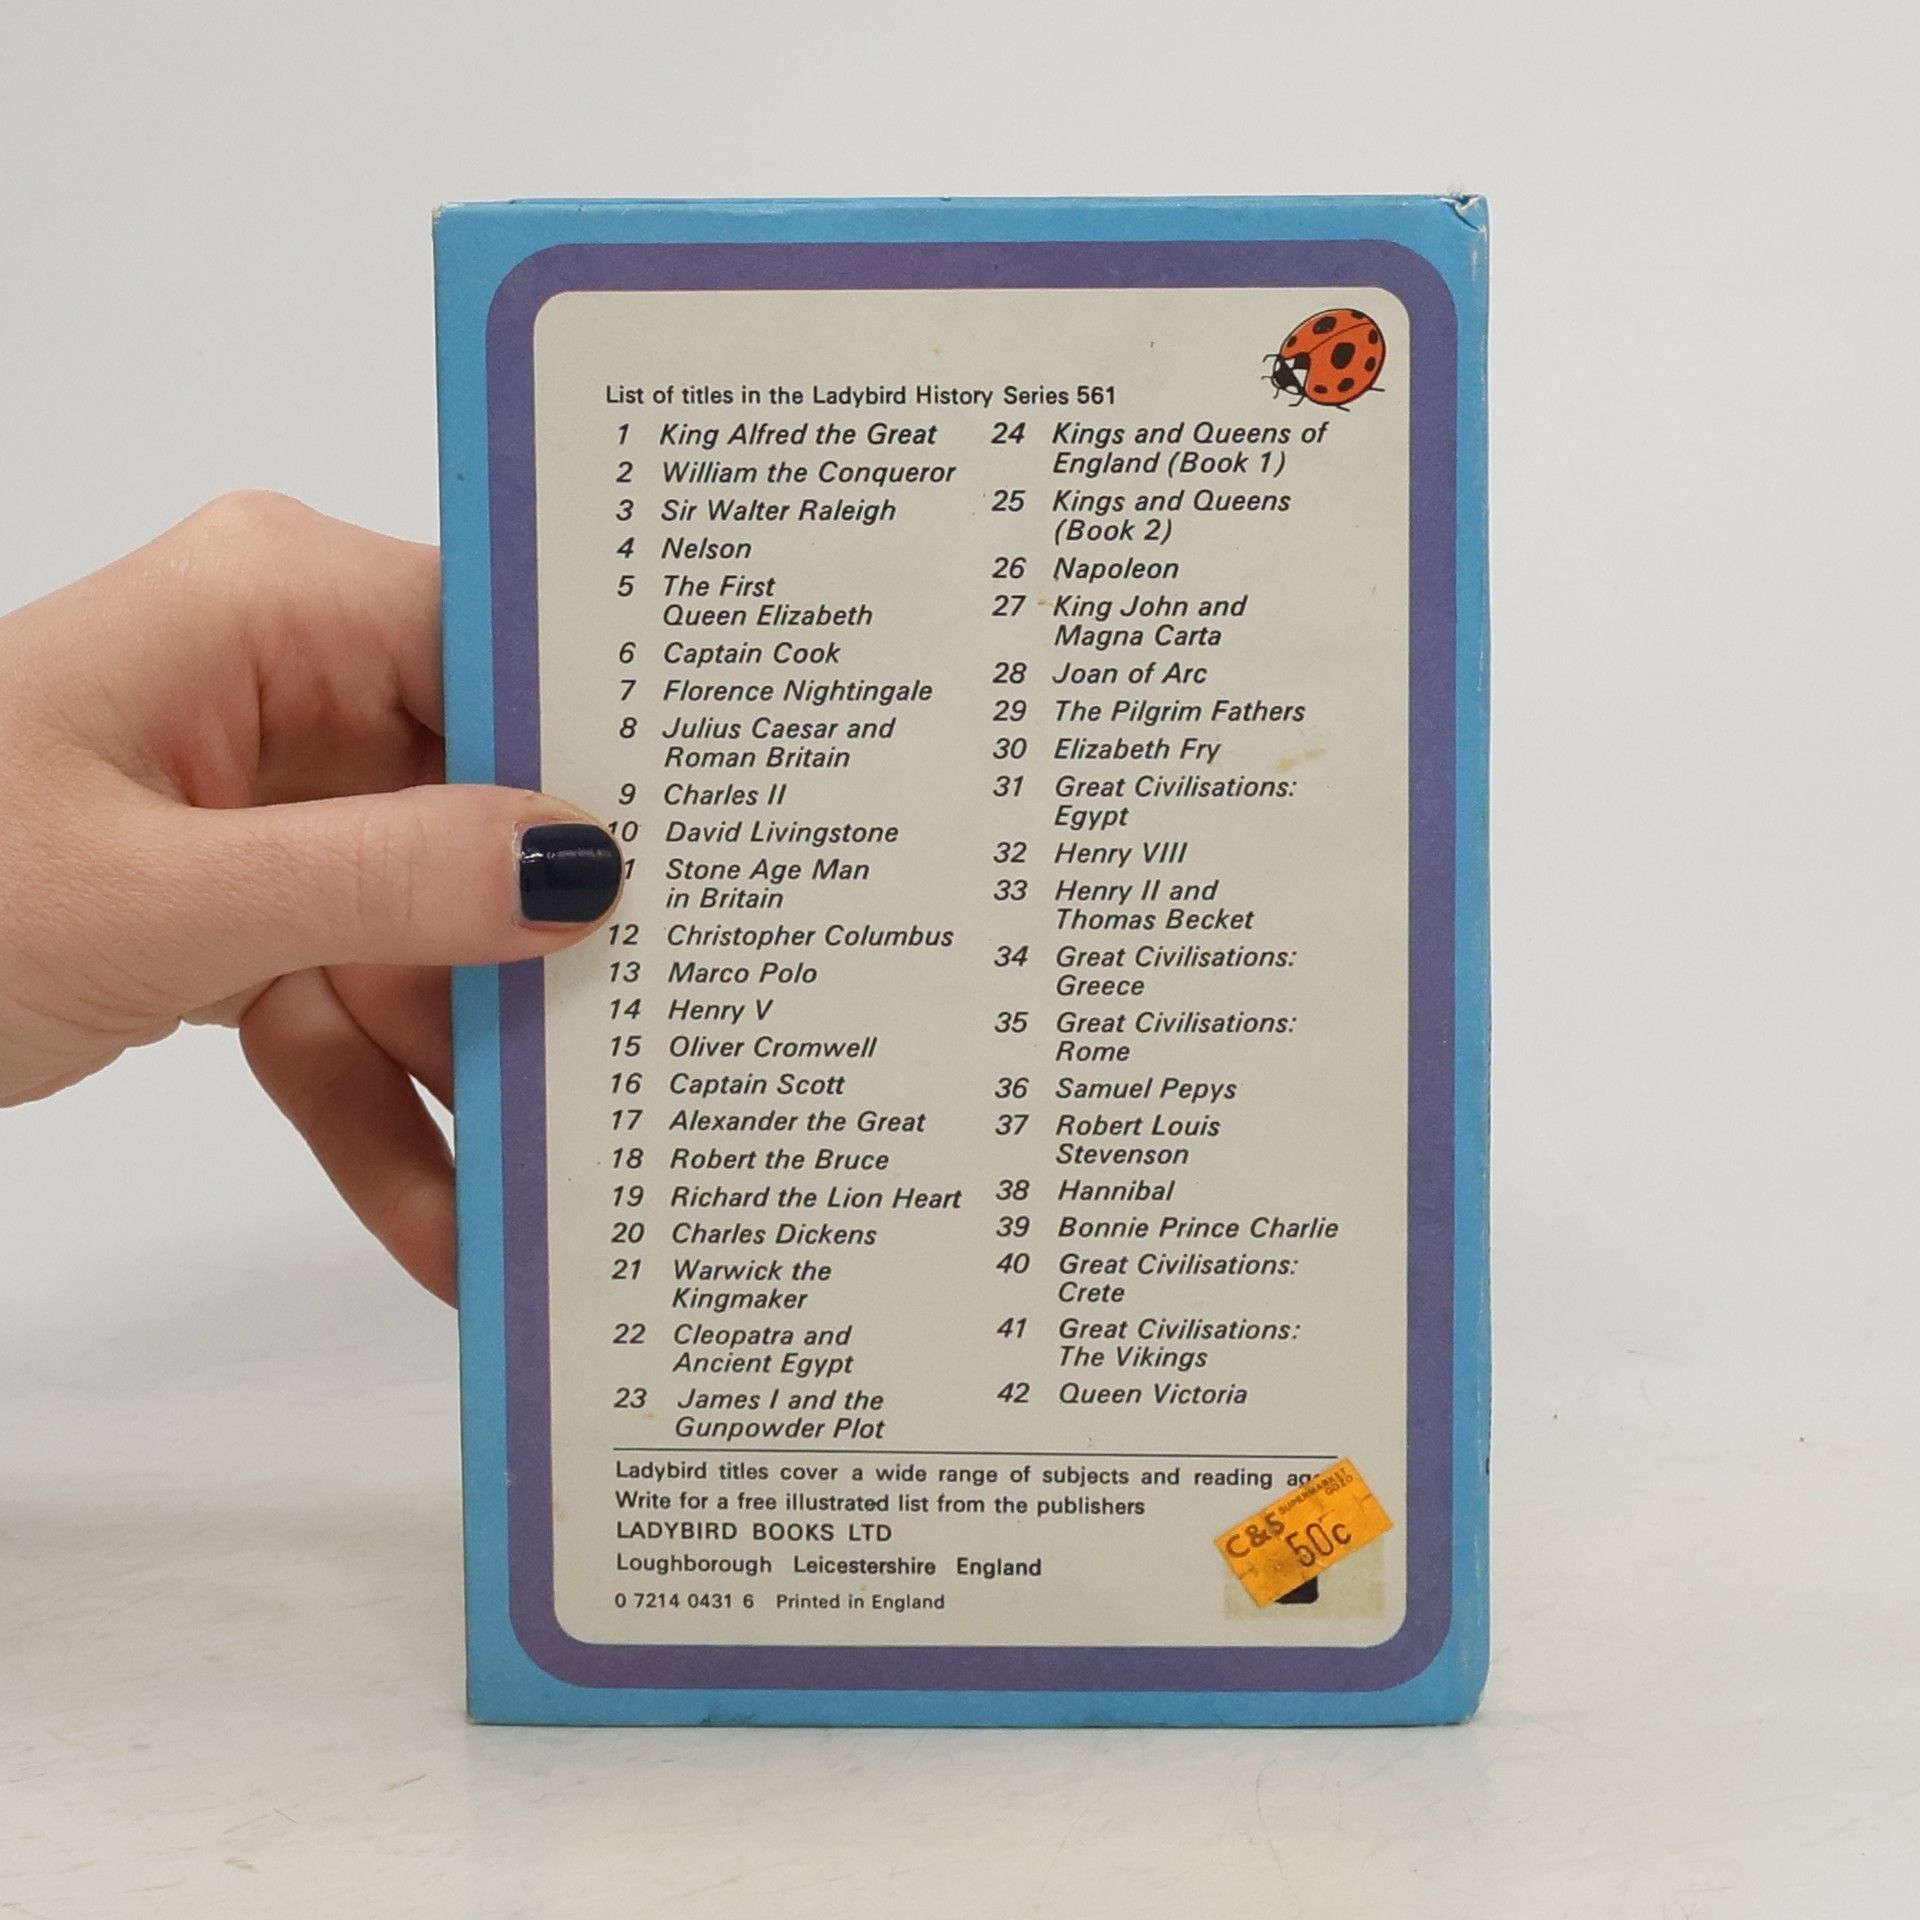 List of titles in the Ladybird History Series 561
1 King Alfred the Great
2 William the Conqueror
3 Sir Walter Raleigh
4 Nelson
5 The First
Queen Elizabeth
6 Captain Cook
7 Florence Nightingale
8 Julius Caesar and
Roman Britain
9 Charles II
10 David Livingstone
1 Stone Age Man
in Britain
12 Christopher Columbus
13 Marco Polo
14 Henry V
15 Oliver Cromwell
16 Captain Scott
17 Alexander the Great
18 Robert the Bruce
19 Richard the Lion Heart
20 Charles Dickens
21 Warwick the
Kingmaker
22 Cleopatra and
Ancient Egypt
23 James I and the
Gunpowder Plot
24 Kings and Queens of
England (Book 1)
25 Kings and Queens
(Book 2)
26 Napoleon
27 King John and
Magna Carta
28 Joan of Arc
29 The Pilgrim Fathers
30 Elizabeth Fry
31 Great Civilisations:
Egypt
32 Henry VIII
33 Henry II and
Thomas Becket
34 Great Civilisations:
Greece
35 Great Civilisations:
Rome
36 Samuel Pepys
37 Robert Louis
Stevenson
38 Hannibal
39 Bonnie Prince Charlie
40 Great Civilisations:
Crete
41 Great Civilisations:
The Vikings
42 Queen Victoria
Ladybird titles cover a wide range of subjects and reading
Write for a free illustrated list from the publishers
LADYBIRD BOOKS LTD
Loughborough Leicestershire England
0 7214 0431 6 Printed in England
C&S SUPERMARKET
GOZO
50c